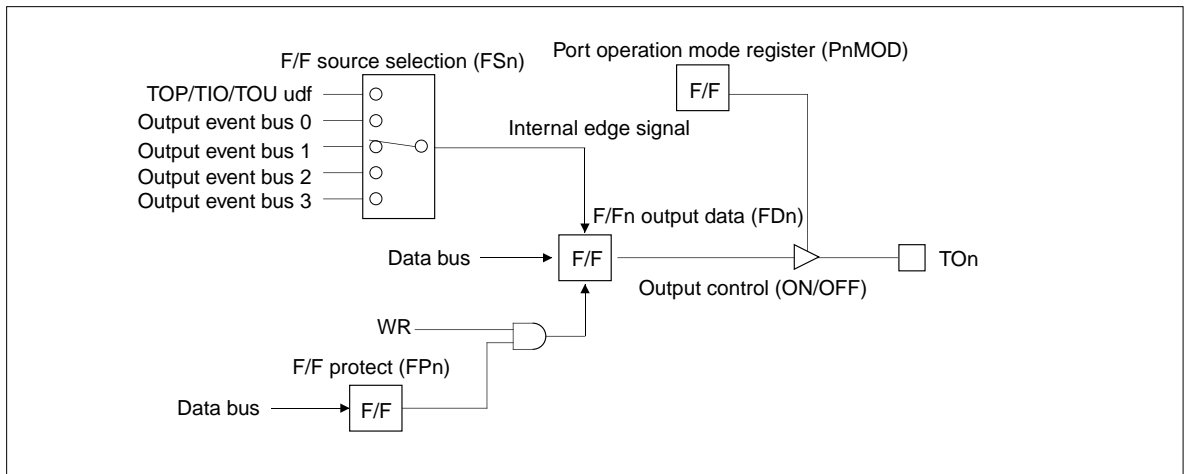 Port operation mode register (PnMOD)
F/F source selection (FSn)
F/F
TOP/TIO/TOU udf
Output event bus 0
Internal edge signal
Output event bus 1
Output event bus 2
Output event bus 3
F/Fn output data (FDn)
Data bus
F/F
TOn
Output control (ON/OFF)
WR
F/F protect (FPn)
Data bus
F/F